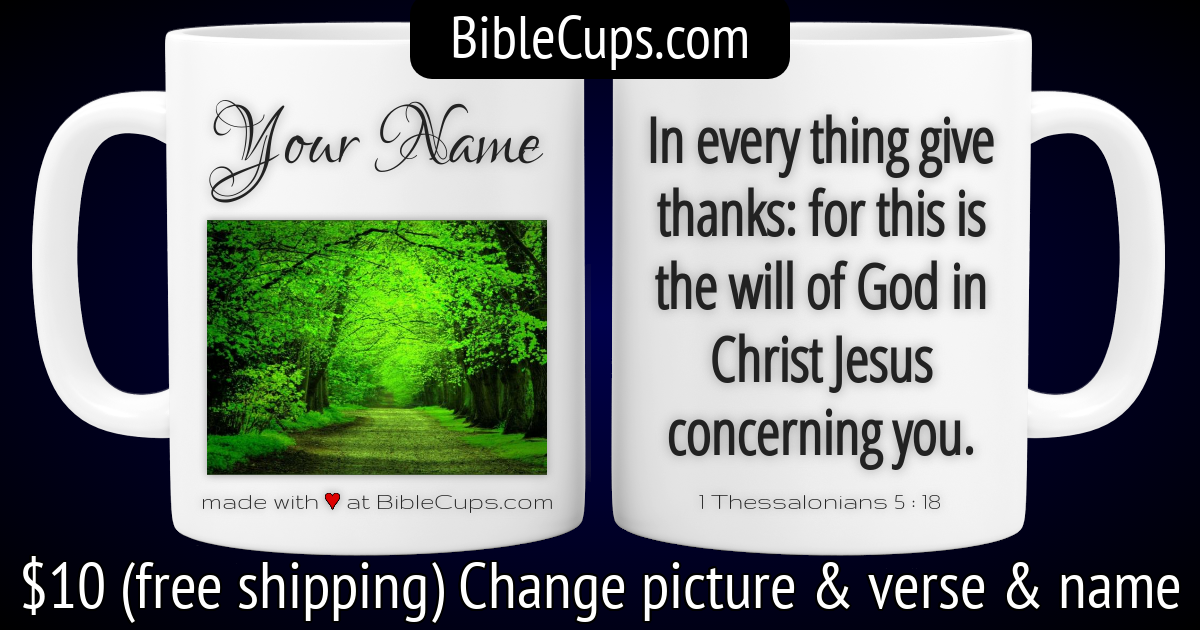 BibleCups.com
Your Name
made with ♥ at BibleCups.com
In every thing give
thanks: for this is
the will of God in
Christ Jesus
concerning you.
1 Thessalonians 5 : 18
$10 (free shipping) Change picture & verse & name